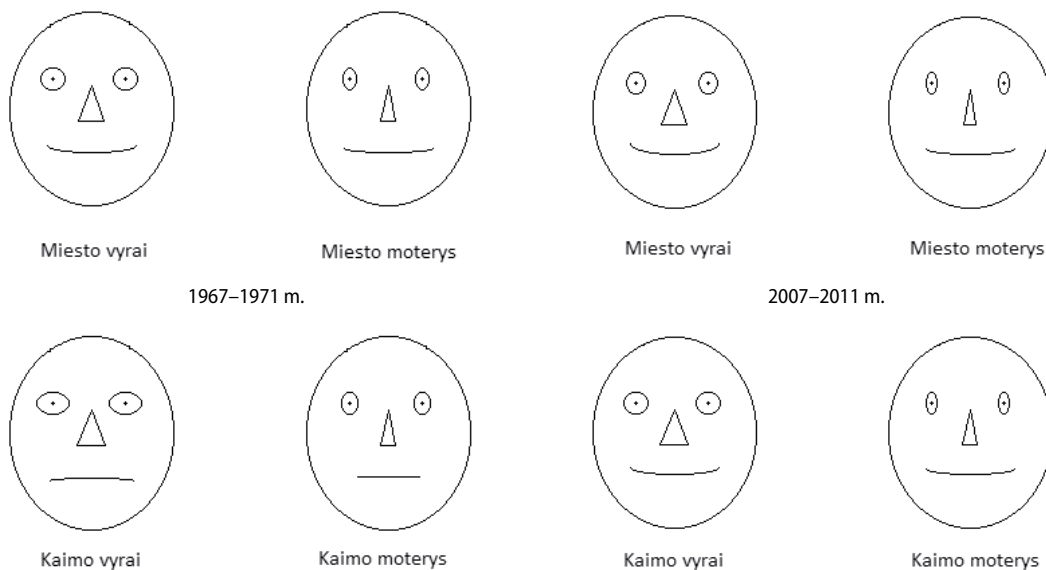 Miesto vyrai
Miesto moterys
Miesto vyrai
Miesto moterys
1967–1971 m.
2007–2011 m.
Kaimo vyrai
Kaimo moterys
Kaimo vyrai
Kaimo moterys